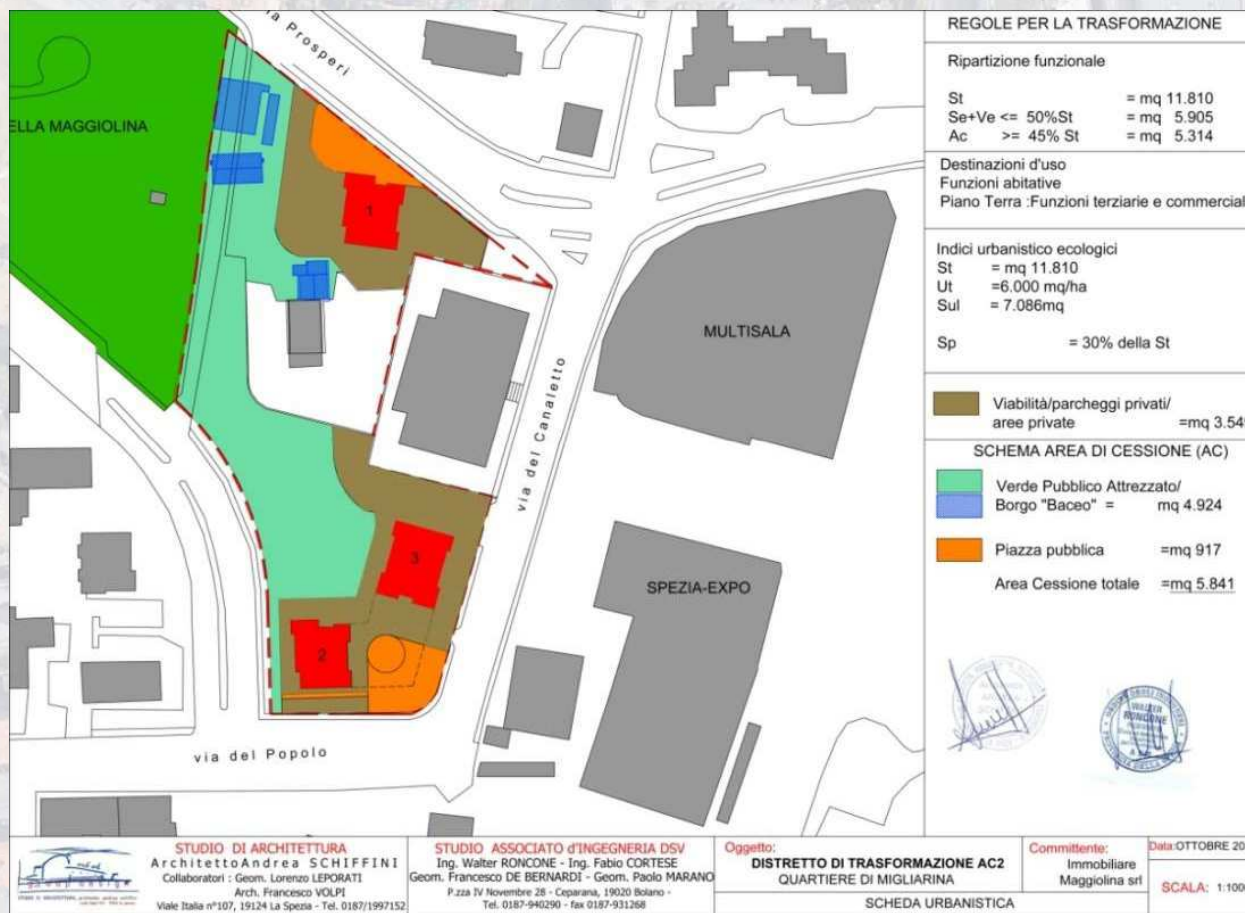 via Prosperi
ELLA MAGGIOLINA
1
MULTISALA
via del Canaletto
3
SPEZIA-EXPO
2
via del Popolo
REGOLE PER LA TRASFORMAZIONE
Ripartizione funzionale
St = mq 11.810
Se+Ve <= 50%St = mq 5.905
Ac >= 45% St = mq 5.314
Destinazioni d'uso
Funzioni abitative
Piano Terra :Funzioni terziarie e commercial
Indici urbanistico ecologici
St = mq 11.810
Ut =6.000 mq/ha
Sul = 7.086mq
Sp = 30% della St
Viabilità/parcheggi privati/
aree private =mq 3.54
SCHEMA AREA DI CESSIONE (AC)
Verde Pubblico Attrezzato/
Borgo "Baceo" = mq 4.924
Piazza pubblica =mq 917
Area Cessione totale =mq 5.841
WALTER
RONCONE
STUDIO DI ARCHITETTURA
ArchitettoAndrea SCHIFFINI
Collaboratori : Geom. Lorenzo LEPORATI
Arch. Francesco VOLPI
Viale Italia n°107, 19124 La Spezia - Tel. 0187/1997152
STUDIO ASSOCIATO d'INGEGNERIA DSV
Ing. Walter RONCONE - Ing. Fabio CORTESE
Geom. Francesco DE BERNARDI - Geom. Paolo MARANO
P.zza IV Novembre 28 - Ceparana, 19020 Bolano -
Tel. 0187-940290 - fax 0187-931268
Oggetto:
DISTRETTO DI TRASFORMAZIONE AC2
QUARTIERE DI MIGLIARINA
SCHEDA URBANISTICA
Committente:
Immobiliare
Maggiolina srl
Data:OTTOBRE 20
SCALA: 1:100